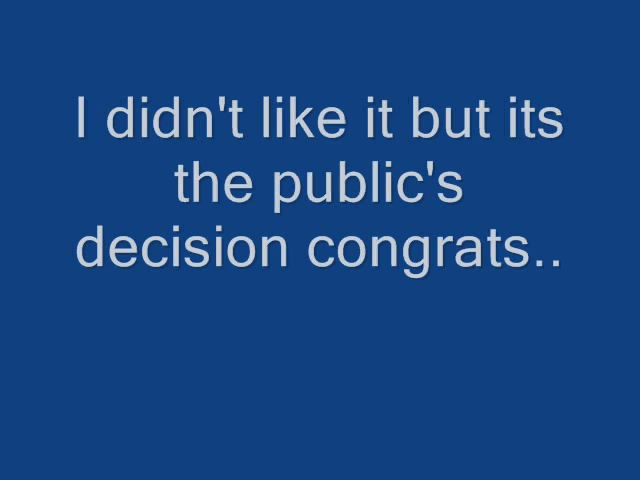 I didn't like it but its
the public's
decision congrats..